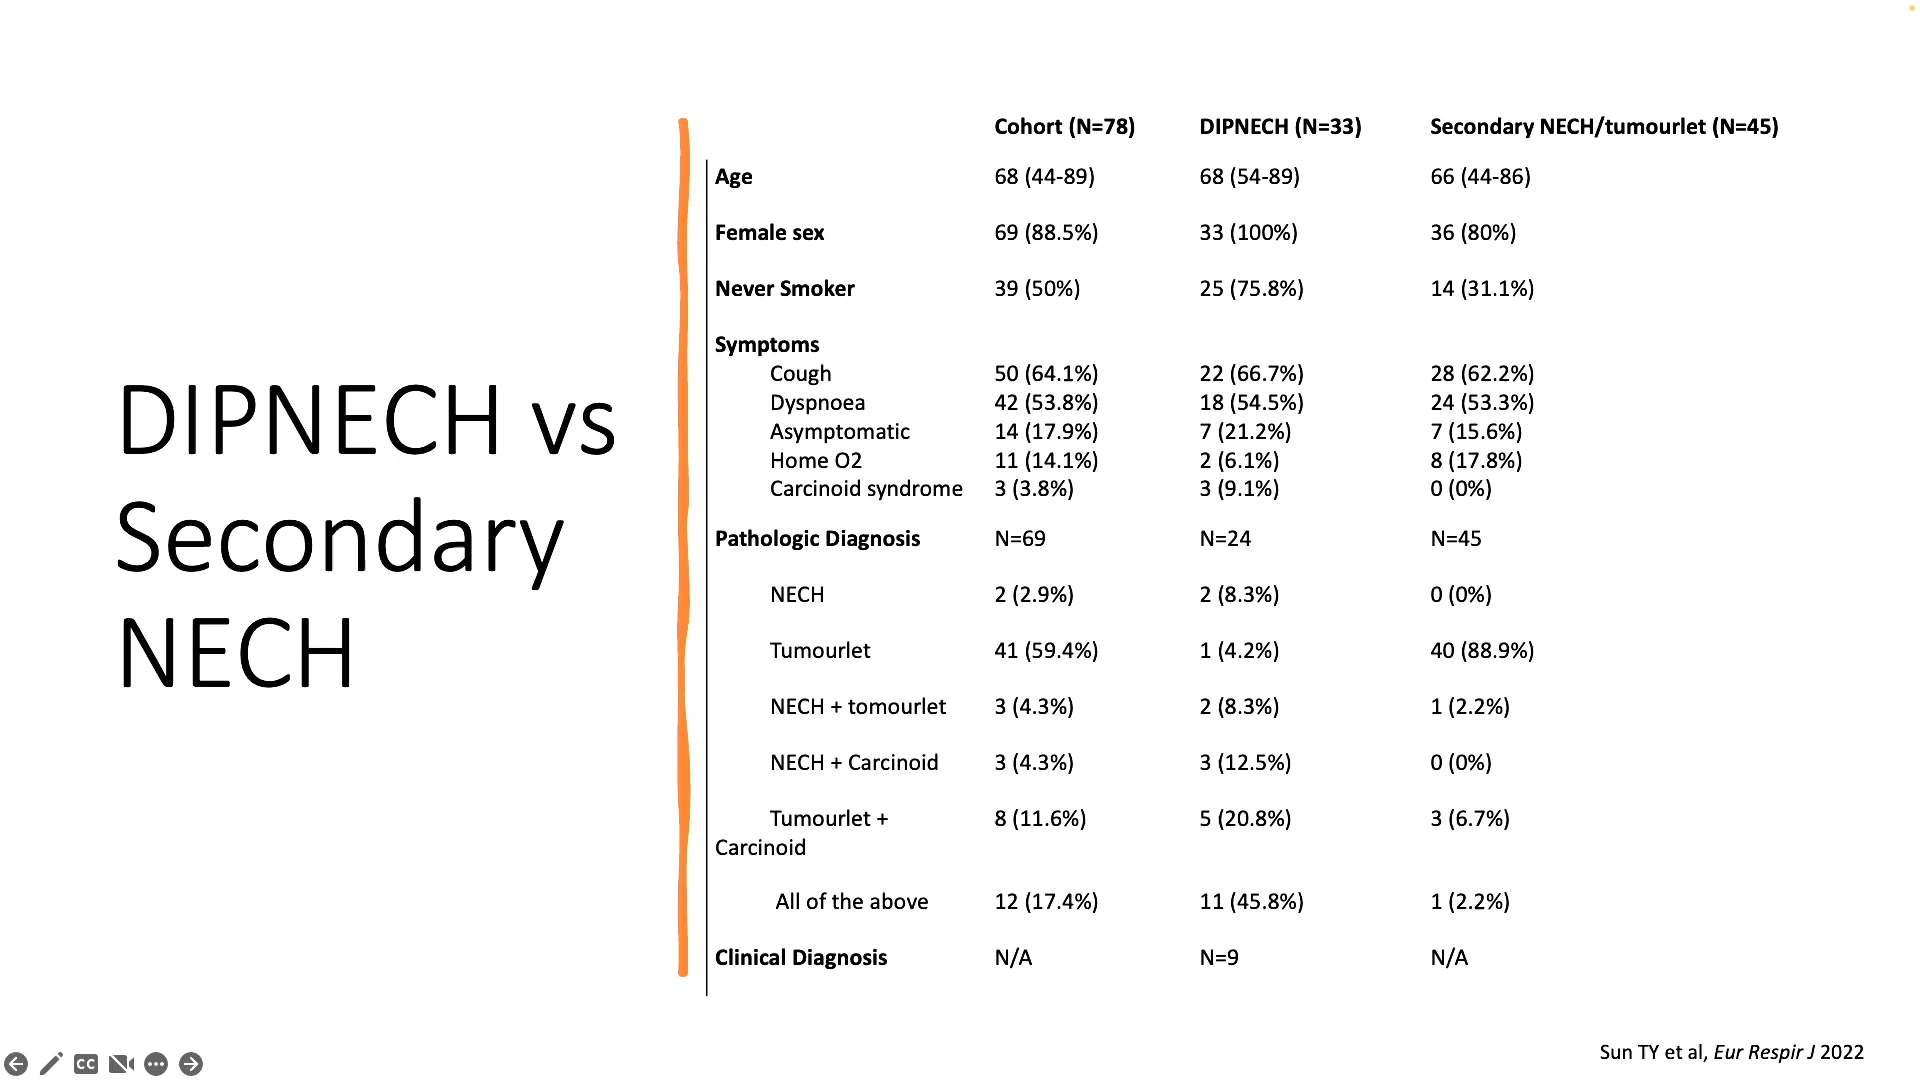 DIPNECH vs
Secondary
NECH
Cohort (N=78) DIPNECH (N=33) Secondary NECH/tumourlet (N=45)
Age 68 (44-89) 68 (54-89) 66 (44-86)
Female sex 69 (88.5%) 33 (100%) 36 (80%)
Never Smoker 39 (50%) 25 (75.8%) 14 (31.1%)
Symptoms
Cough 50 (64.1%) 22 (66.7%) 28 (62.2%)
Dyspnoea 42 (53.8%) 18 (54.5%) 24 (53.3%)
Asymptomatic 14 (17.9%) 7 (21.2%) 7 (15.6%)
Home O2 11 (14.1%) 2 (6.1%) 8 (17.8%)
Carcinoid syndrome 3 (3.8%) 3 (9.1%) 0 (0%)
Pathologic Diagnosis N=69 N=24 N=45
NECH 2 (2.9%) 2 (8.3%) 0 (0%)
Tumourlet 41 (59.4%) 1 (4.2%) 40 (88.9%)
NECH + tomourlet 3 (4.3%) 2 (8.3%) 1 (2.2%)
NECH + Carcinoid 3 (4.3%) 3 (12.5%) 0 (0%)
Tumourlet + 8 (11.6%) 5 (20.8%) 3 (6.7%)
Carcinoid
All of the above 12 (17.4%) 11 (45.8%) 1 (2.2%)
Clinical Diagnosis N/A N=9 N/A
Sun TY et al, Eur Respir J 2022
CC